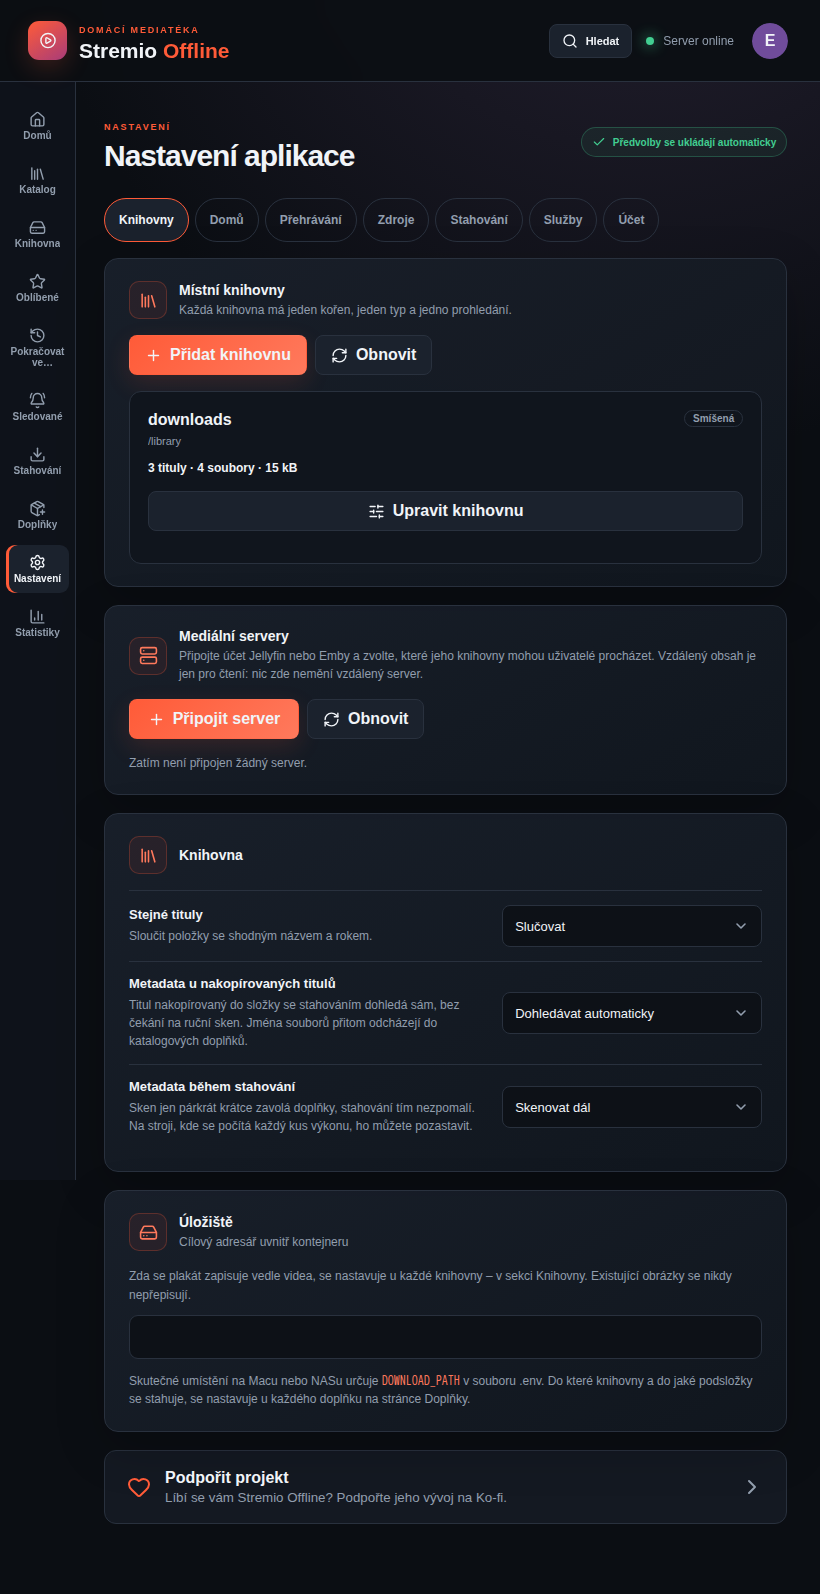 DOMÁCÍ MEDIATÉKA
Stremio Offline
Hledat
Server online
E
Domů
Katalog
Knihovna
Oblíbené
Pokračovat
ve…
Sledované
Stahování
Doplňky
Nastavení
Statistiky
NASTAVENÍ
Nastavení aplikace
Předvolby se ukládají automaticky
Knihovny
Domů
Přehrávání
Zdroje
Stahování
Služby
Účet
Místní knihovny
Každá knihovna má jeden kořen, jeden typ a jedno prohledání.
Přidat knihovnu
Obnovit
downloads
Smíšená
/library
3 tituly · 4 soubory · 15 kB
Upravit knihovnu
Mediální servery
Připojte účet Jellyfin nebo Emby a zvolte, které jeho knihovny mohou uživatelé procházet. Vzdálený obsah je
jen pro čtení: nic zde nemění vzdálený server.
Připojit server
Obnovit
Zatím není připojen žádný server.
Knihovna
Stejné tituly
Sloučit položky se shodným názvem a rokem.
Slučovat
Metadata u nakopírovaných titulů
Titul nakopírovaný do složky se stahováním dohledá sám, bez
čekání na ruční sken. Jména souborů přitom odcházejí do
katalogových doplňků.
Dohledávat automaticky
Metadata během stahování
Sken jen párkrát krátce zavolá doplňky, stahování tím nezpomalí.
Na stroji, kde se počítá každý kus výkonu, ho můžete pozastavit.
Skenovat dál
Úložiště
Cílový adresář uvnitř kontejneru
Zda se plakát zapisuje vedle videa, se nastavuje u každé knihovny – v sekci Knihovny. Existující obrázky se nikdy
nepřepisují.
Skutečné umístění na Macu nebo NASu určuje DOWNLOAD_PATH v souboru .env. Do které knihovny a do jaké podsložky
se stahuje, se nastavuje u každého doplňku na stránce Doplňky.
Podpořit projekt
Líbí se vám Stremio Offline? Podpořte jeho vývoj na Ko-fi.